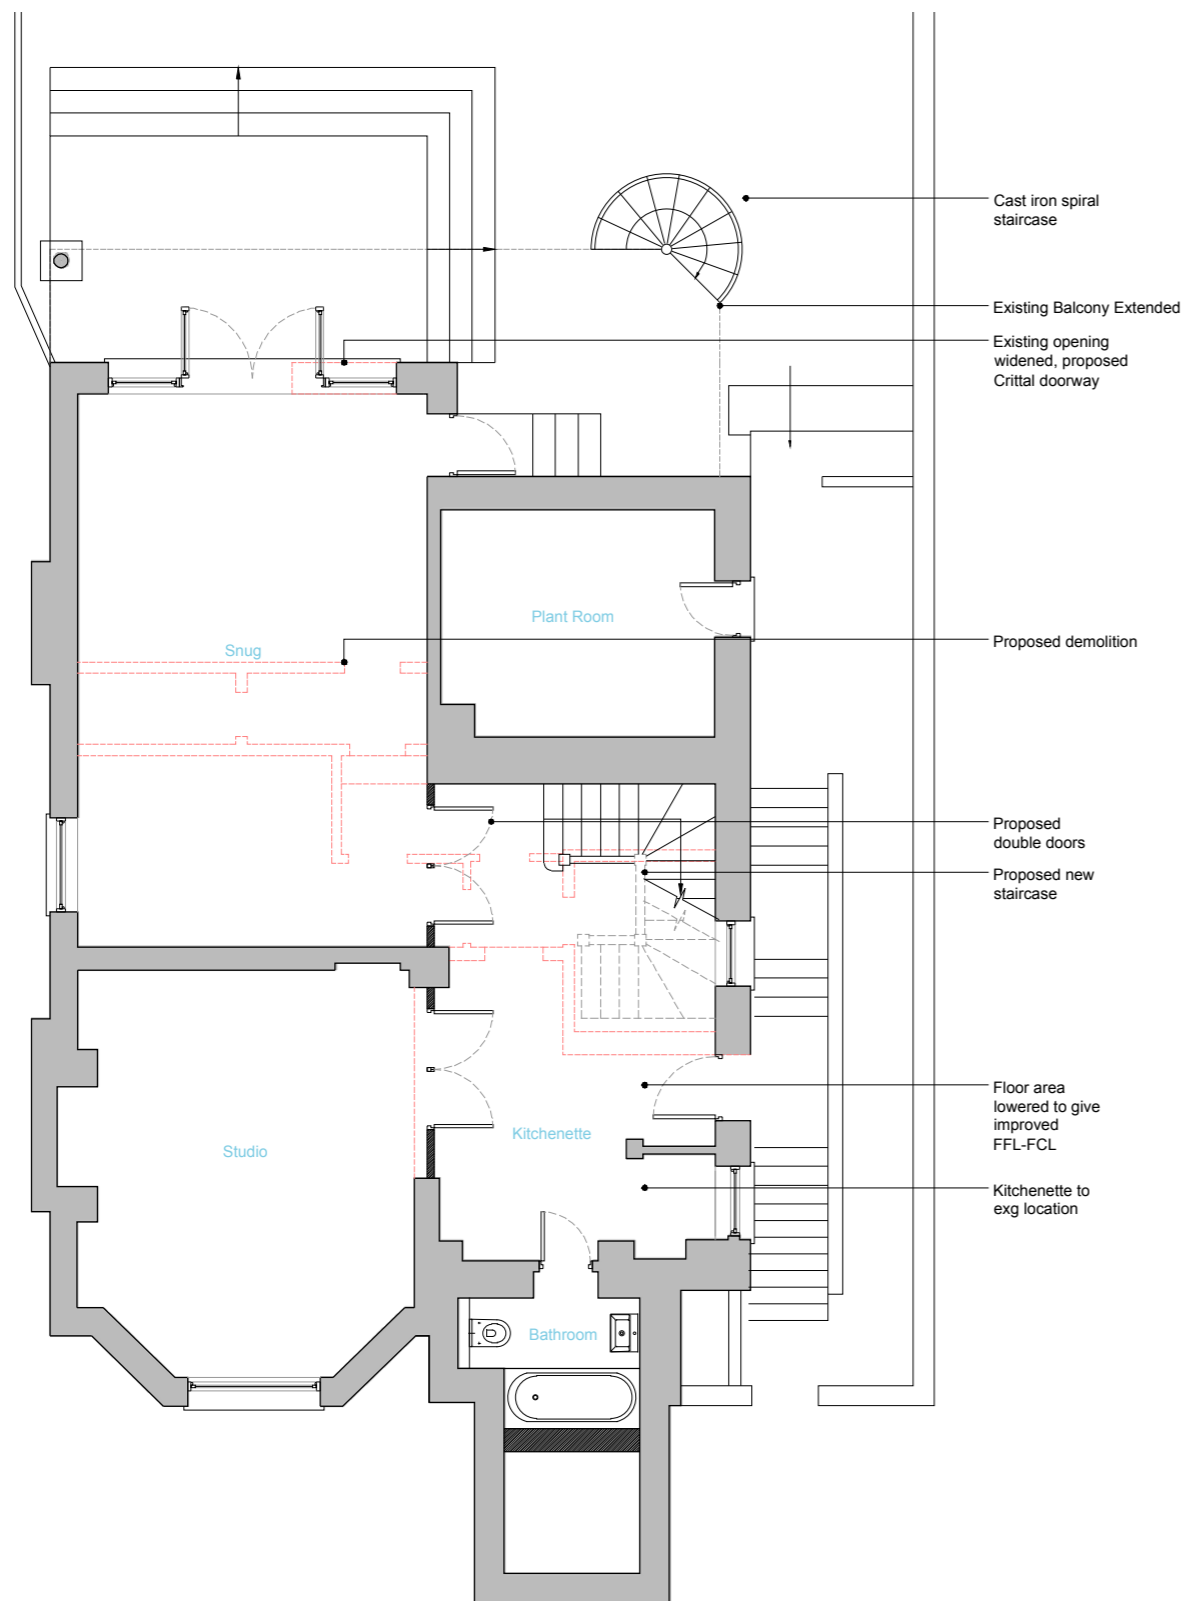 Cast iron spiral
staircase
Existing Balcony Extended
Existing opening
widened, proposed
Crittal doorway
Plant Room
Snug
Proposed demolition
Proposed
double doors
Proposed new
staircase
Floor area
lowered to give
improved
FFL-FCL
Kitchenette
Studio
Kitchenette to
exg location
Bathroom